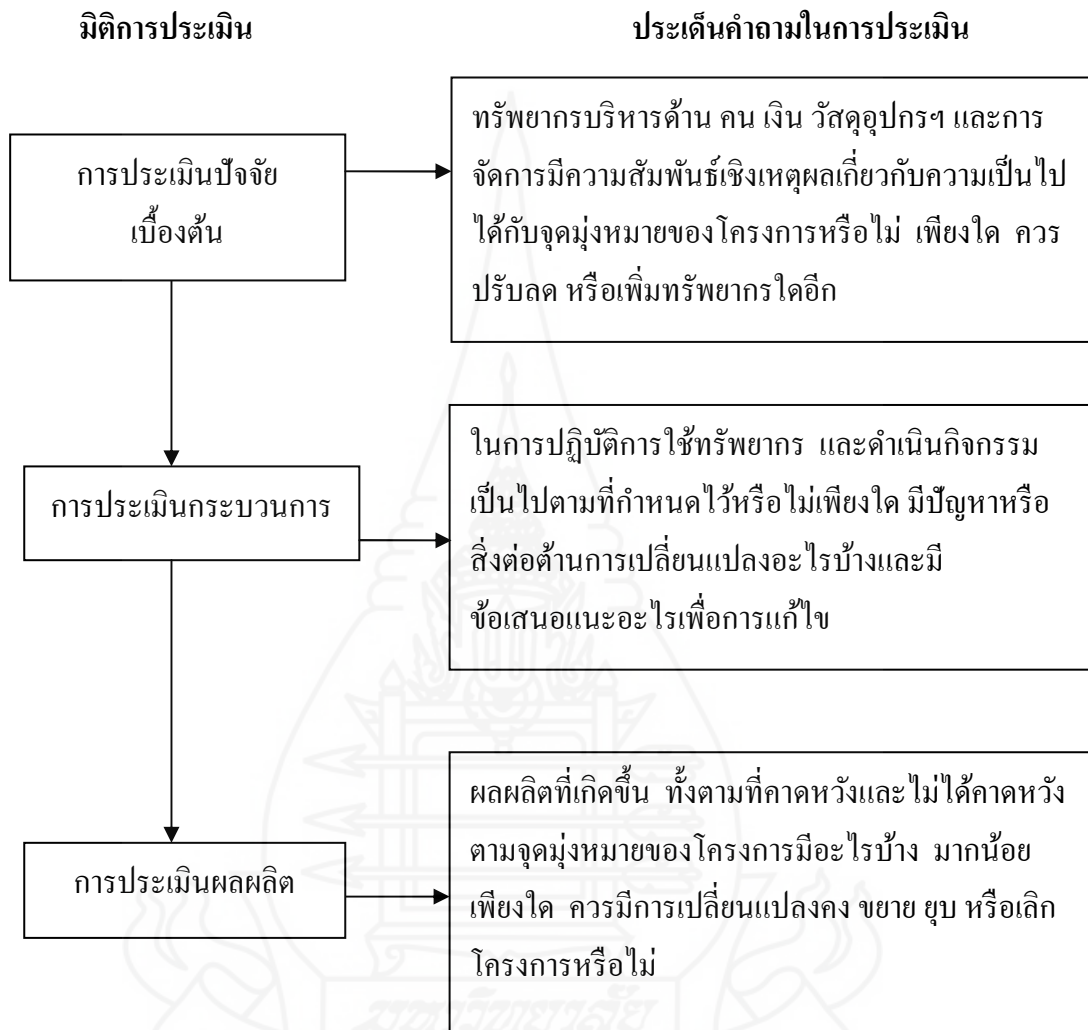 มิติการประเมิน
ประเด็นคำถามในการประเมิน
การประเมินปัจจัย
เบื้องต้น
ทรัพยากรบริหารด้าน คน เงิน วัสดุอุปกรฯ และการ
จัดการมีความสัมพันธ์เชิงเหตุผลเกี่ยวกับความเป็นไป
ได้กับจุดมุ่งหมายของโครงการหรือไม่ เพียงใด ควร
ปรับลด หรือเพิ่มทรัพยากรใดอีก
การประเมินกระบวนการ
ในการปฏิบัติการใช้ทรัพยากร และดำเนินกิจกรรม
เป็นไปตามที่กำหนดไว้หรือไม่เพียงใด มีปัญหาหรือ
สิ่งต่อต้านการเปลี่ยนแปลงอะไรบ้างและมี
ข้อเสนอแนะอะไรเพื่อการแก้ไข
การประเมินผลผลิต
ผลผลิตที่เกิดขึ้น ทั้งตามที่คาดหวังและไม่ได้คาดหวัง
ตามจุดมุ่งหมายของโครงการมีอะไรบ้าง มากน้อย
เพียงใด ควรมีการเปลี่ยนแปลงคง ขยาย ยุบ หรือเลิก
โครงการหรือไม่
มหาวิทยาลัย